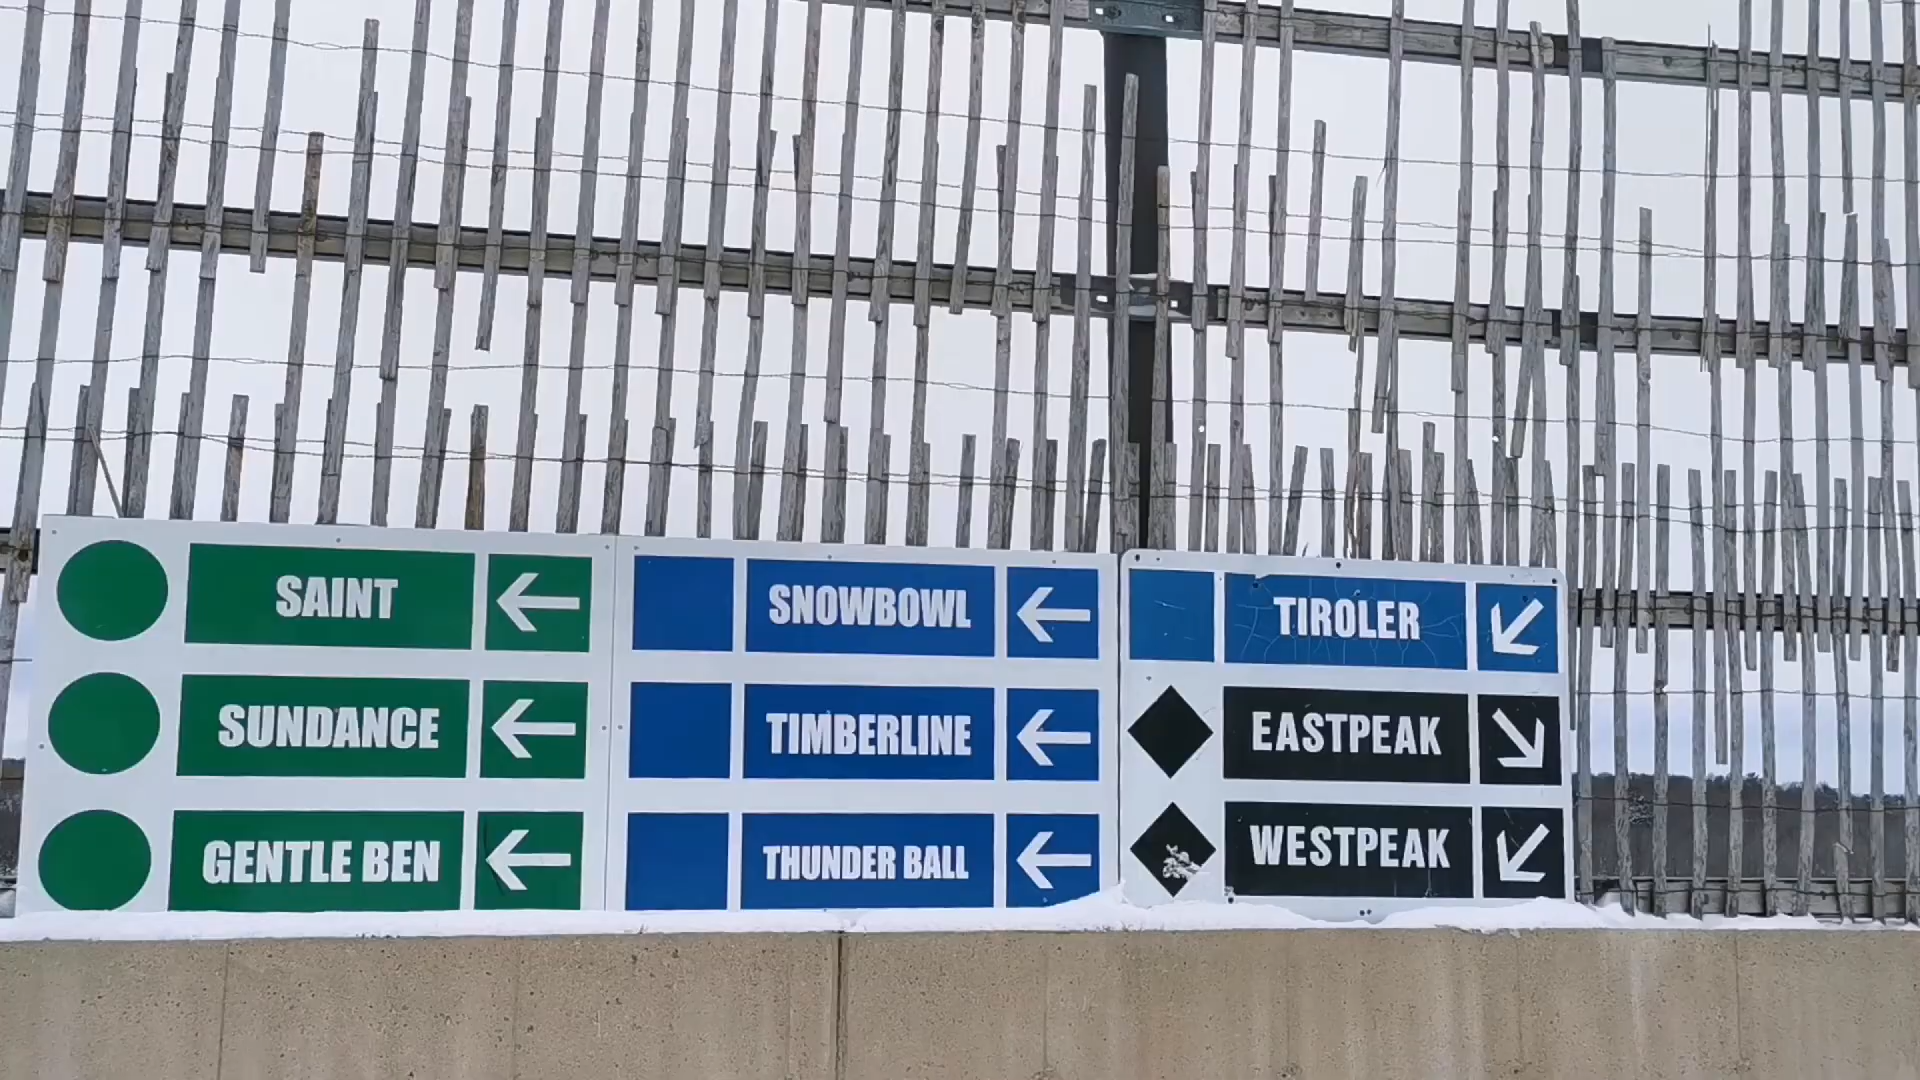 SAINT
SUNDANCE
GENTLE BEN
SNOWBOWL
TIMBERLINE
THUNDER BALL
TIROLER
EASTPEAK
WESTPEAK